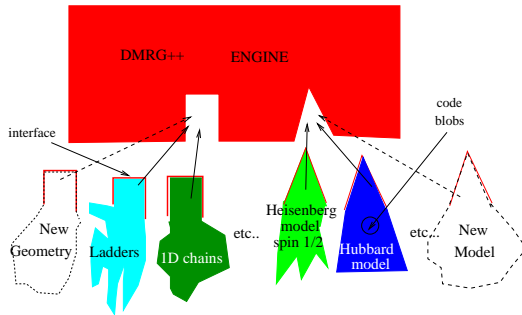 DMRG++ ENGINE
code
blobs
interface
New
Geometry
Ladders
1D chains
etc..
Heisenberg
model
spin 1/2
Hubbard
model
etc..
New
Model